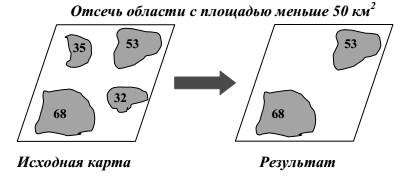 Отсечь области с площадью меньше 50 км²
35
53
53
32
68
68
Исходная карта
Результат